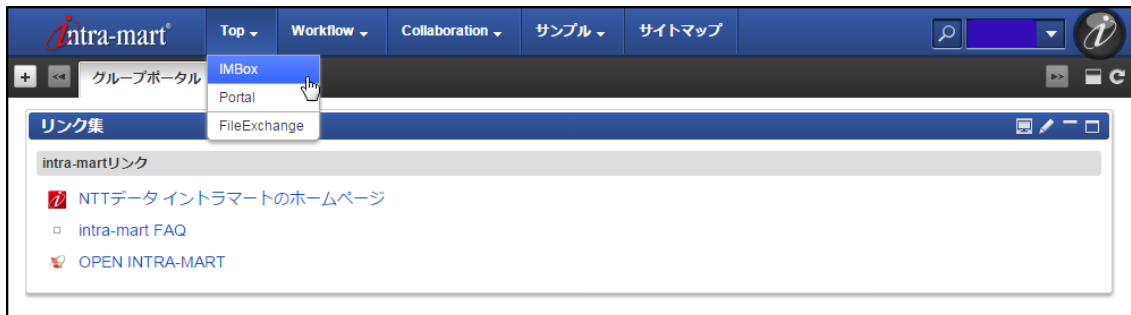 intra-mart® Top Workflow Collaboration サンプル サイトマップ
グループポータル
IMBox
Portal
FileExchange
リンク集
intra-martリンク
NTTデータ イントラマートのホームページ
intra-mart FAQ
OPEN INTRA-MART